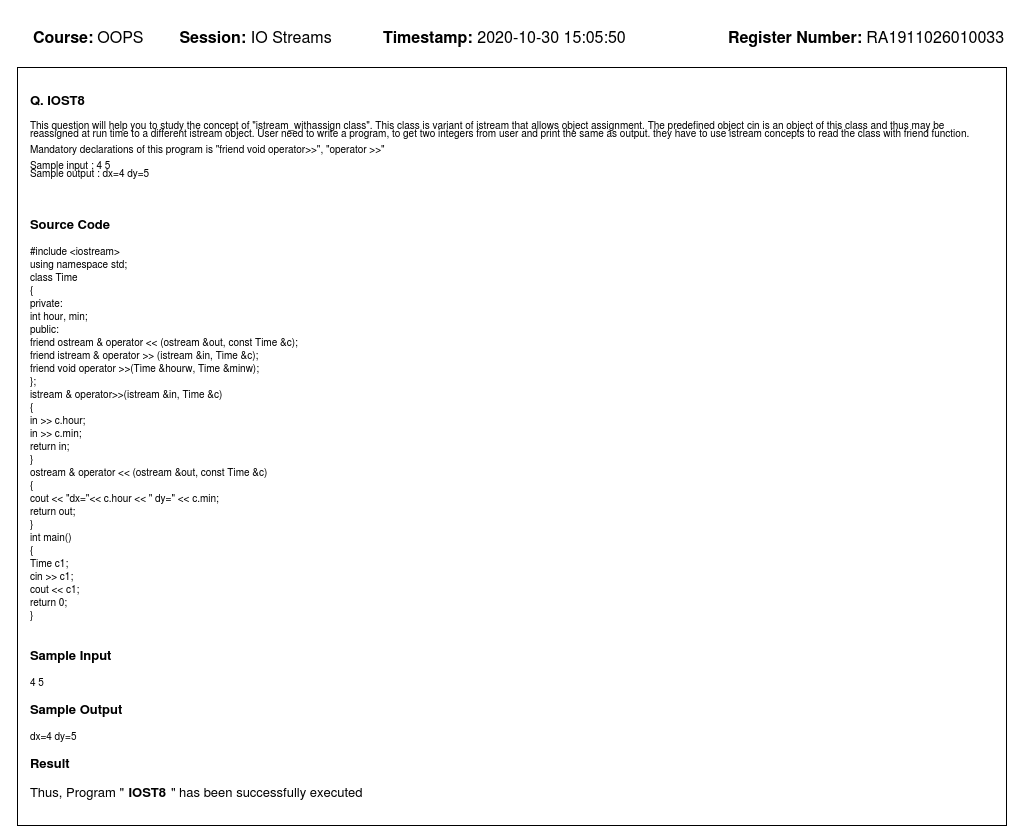 Course: OOPS Session: IO Streams Timestamp: 2020-10-30 15:05:50 Register Number: RA1911026010033
Q. IOST8
This question will help you to study the concept of "istream_withassign class". This class is variant of istream that allows object assignment. The predefined object cin is an object of this class and thus may be
reassigned at run time to a different istream object. User need to write a program, to get two integers from user and print the same as output. they have to use istream concepts to read the class with friend function.
Mandatory declarations of this program is "friend void operator>>", "operator >>"
Sample input : 4 5
Sample output : dx=4 dy=5
Source Code
#include <iostream>
using namespace std;
class Time
{
private:
int hour, min;
public:
friend ostream & operator << (ostream &out, const Time &c);
friend istream & operator >> (istream &in, Time &c);
friend void operator >>(Time &hourw, Time &minw);
};
istream & operator>>(istream &in, Time &c)
{
in >> c.hour;
in >> c.min;
return in;
}
ostream & operator << (ostream &out, const Time &c)
{
cout << "dx="<< c.hour << " dy=" << c.min;
return out;
}
int main()
{
Time c1;
cin >> c1;
cout << c1;
return 0;
}
Sample Input
4 5
Sample Output
dx=4 dy=5
Result
Thus, Program " IOST8 " has been successfully executed